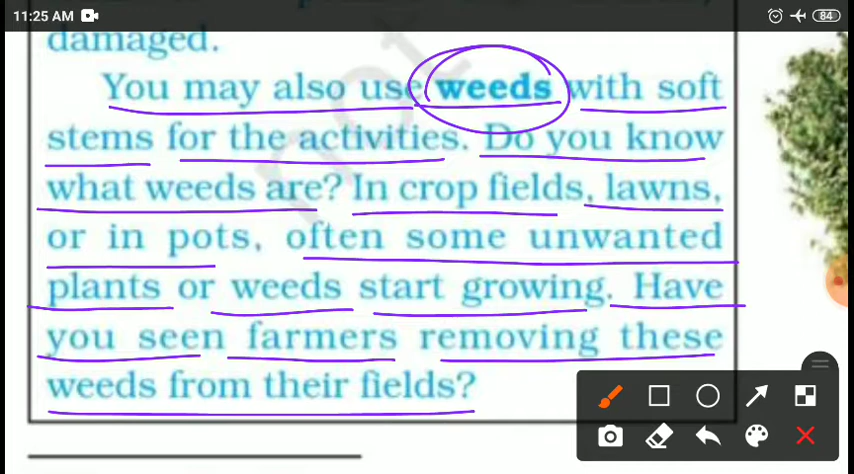 11:25 AM
84
damaged.
You may also use weeds with soft
stems for the activities. Do you know
what weeds are? In crop fields, lawns,
or in pots, often some unwanted
plants or weeds start growing. Have
you seen farmers removing these
weeds from their fields?